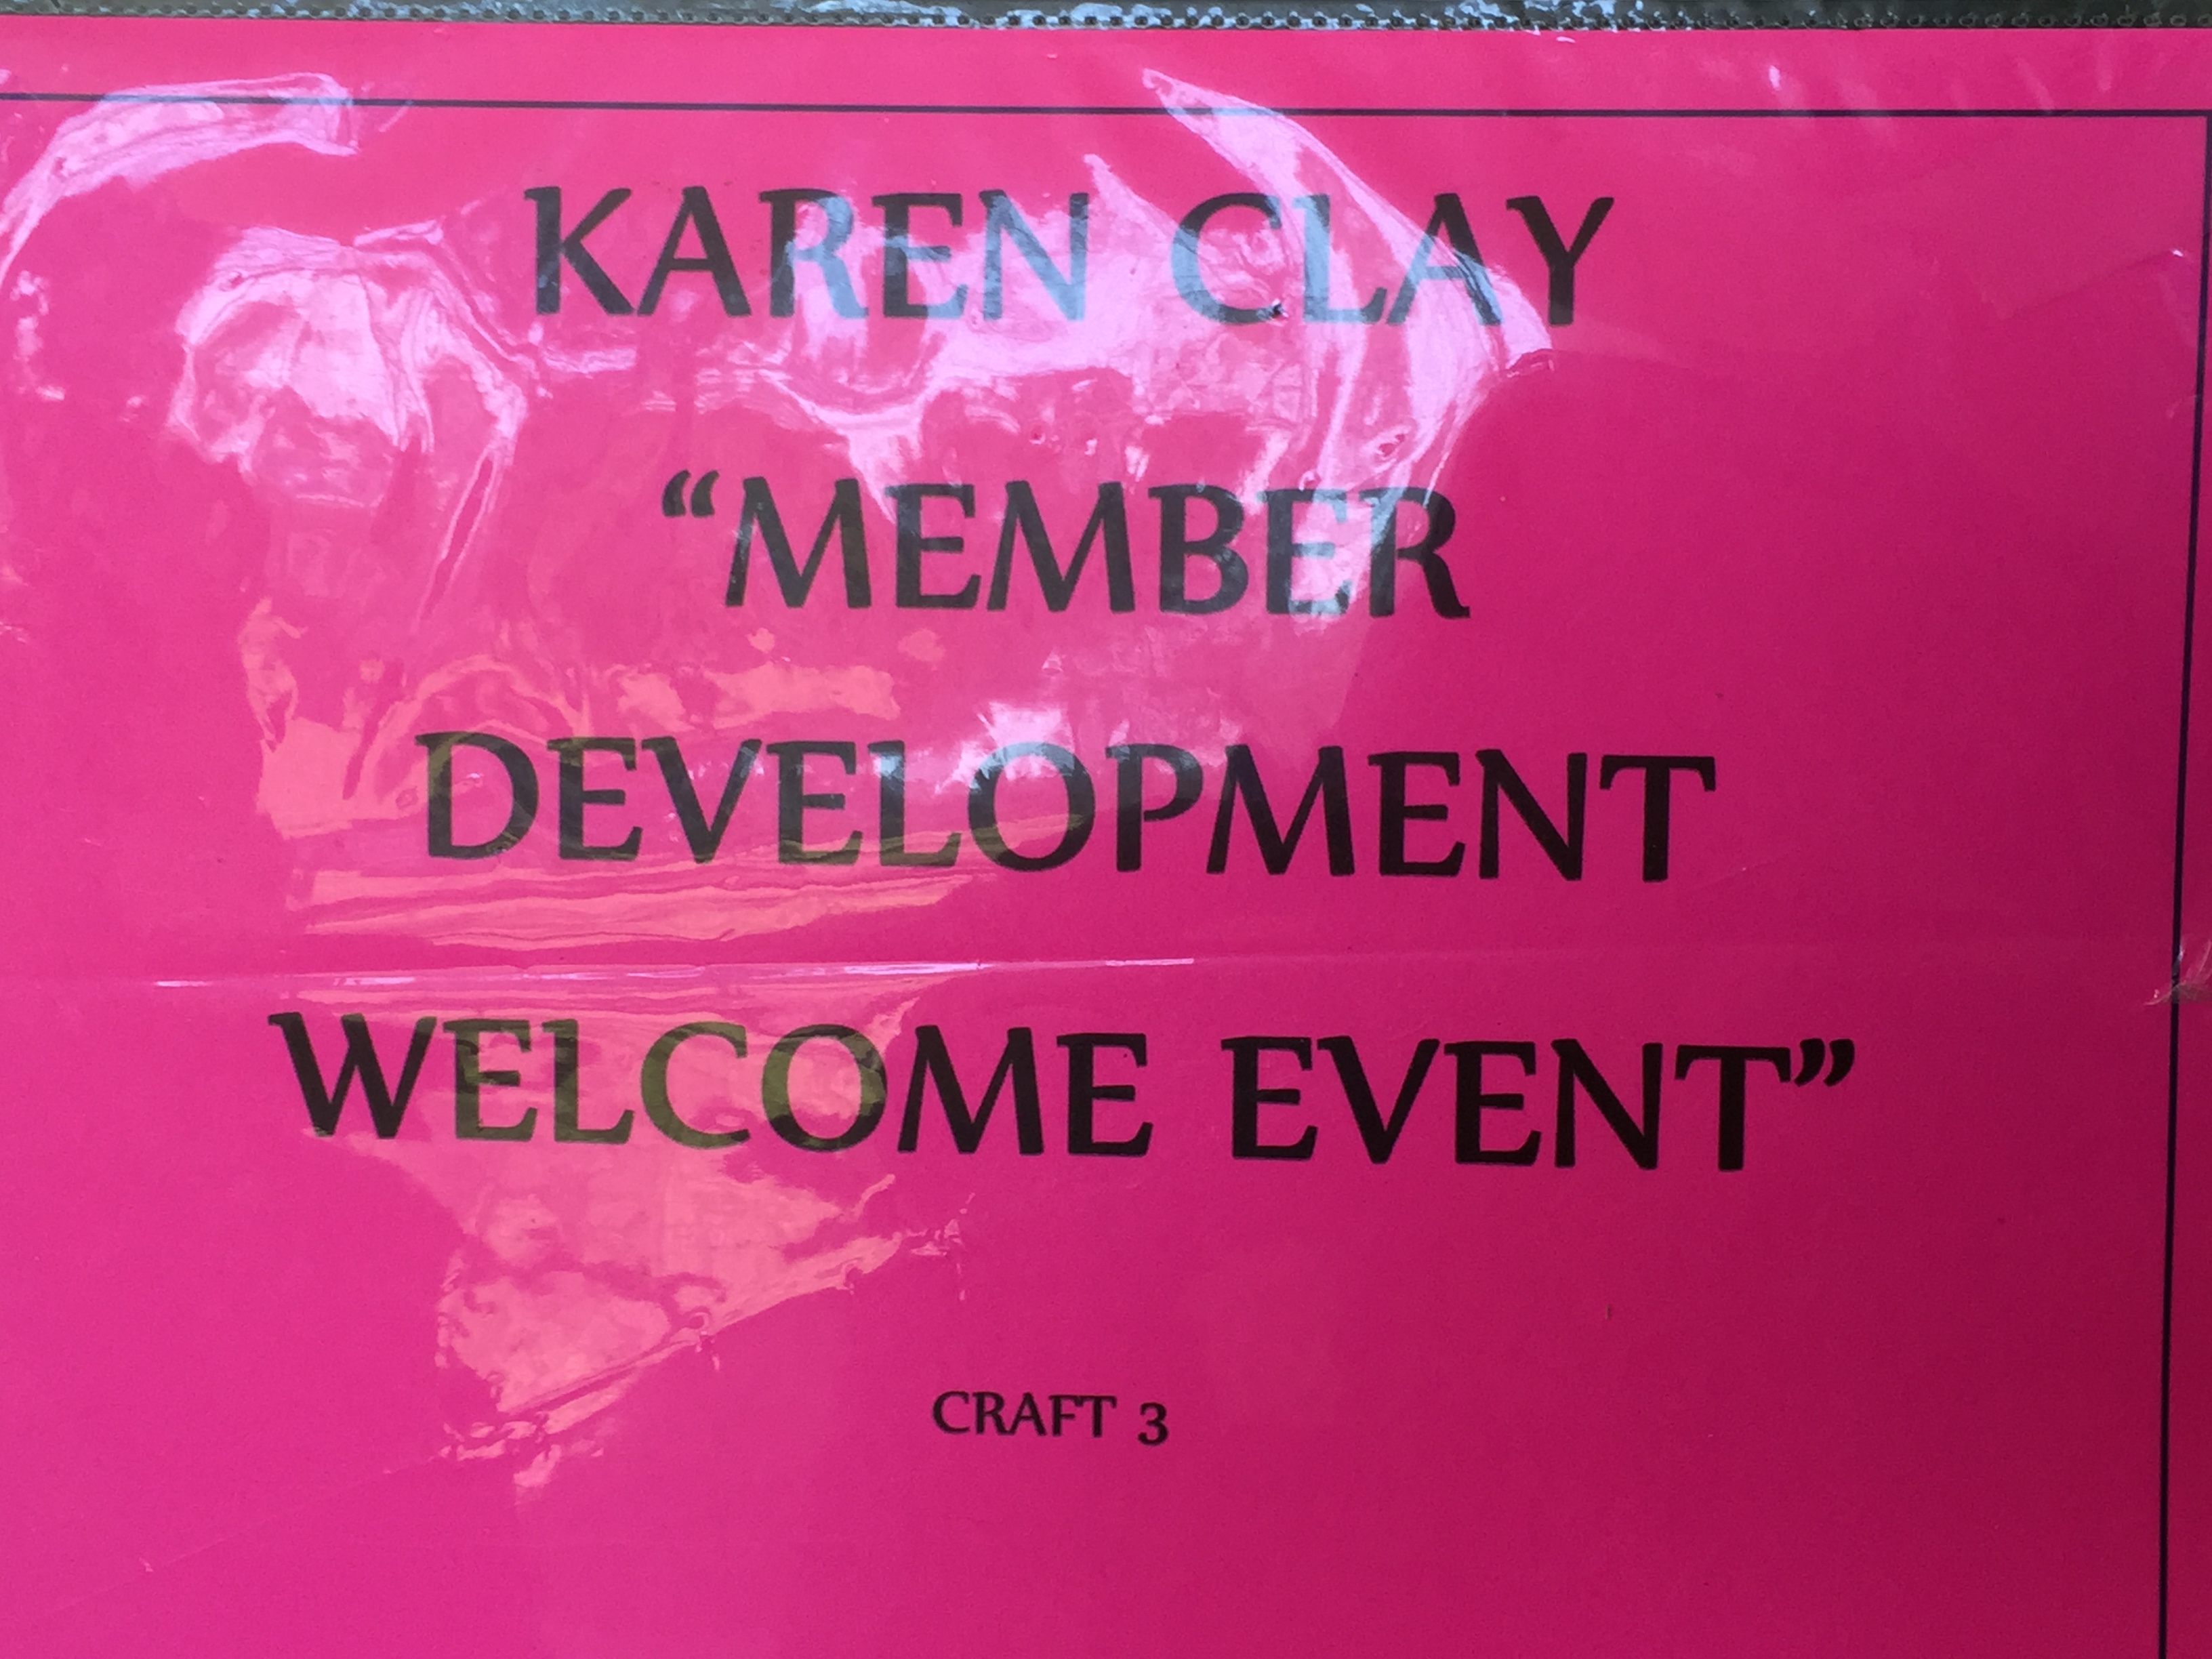 KAREN CLAY
“MEMBER
DEVELOPMENT
WELCOME EVENT”
CRAFT 3